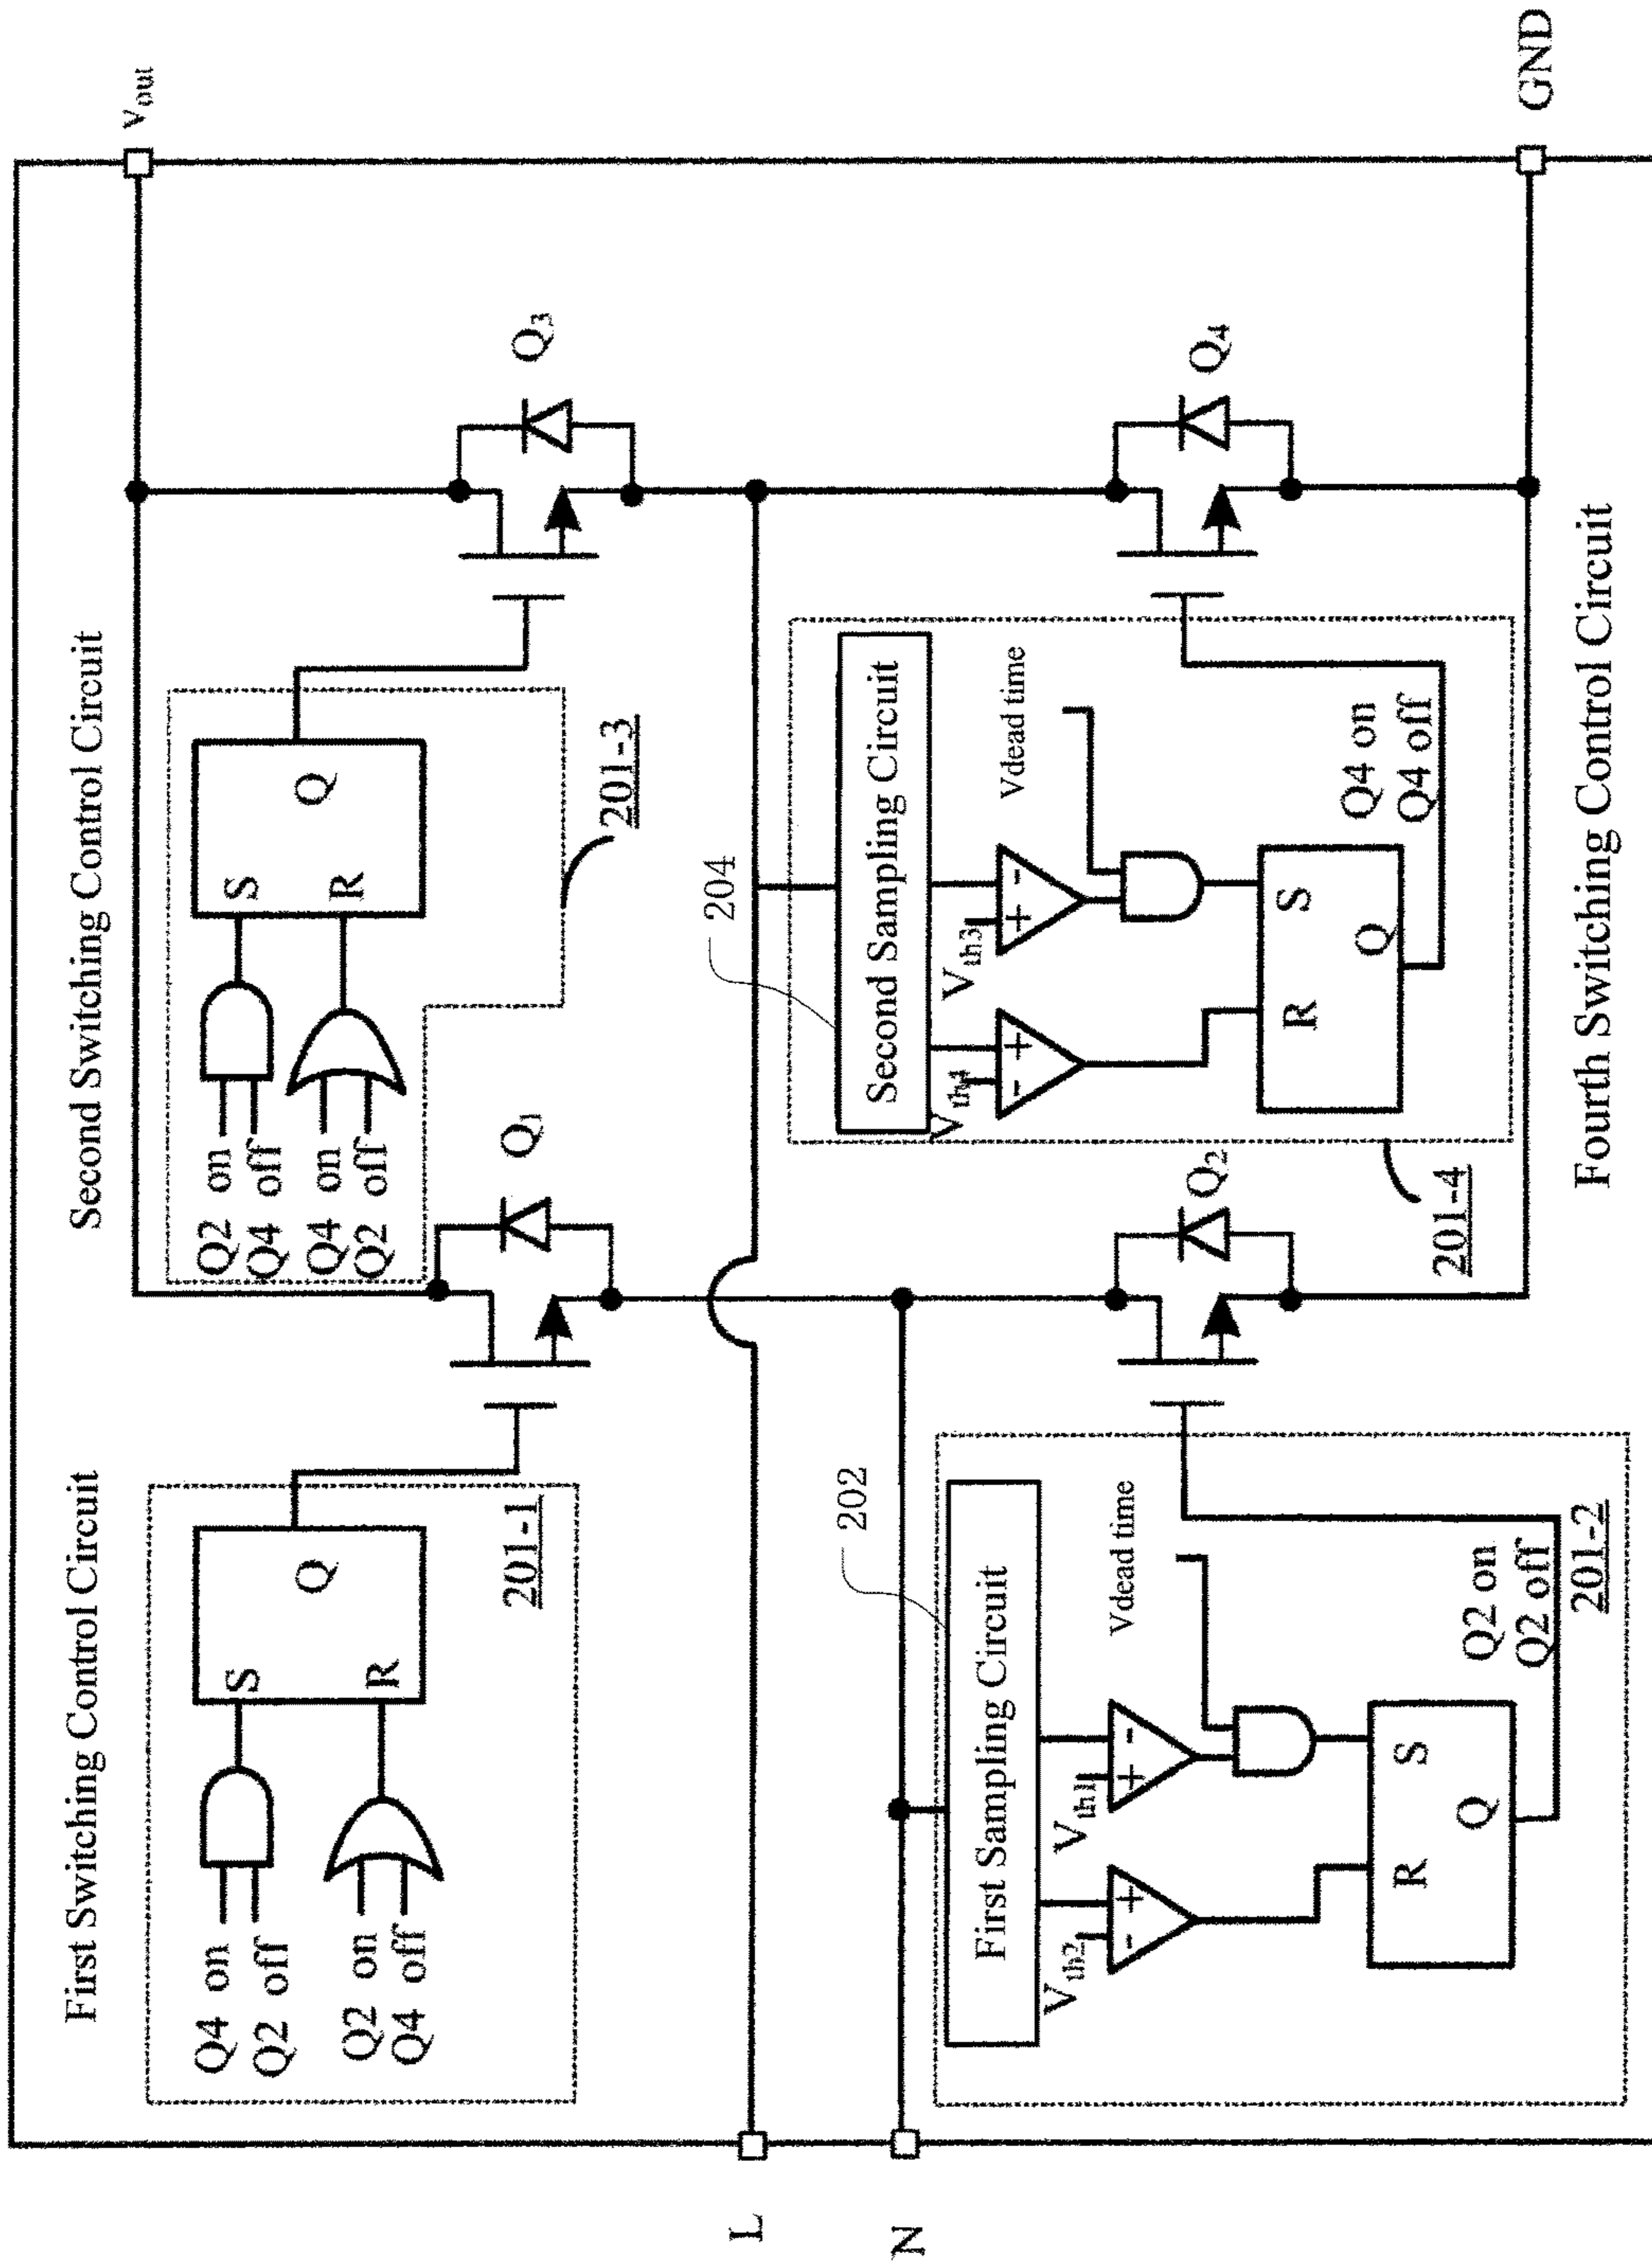 First Switching Control Circuit
Second Switching Control Circuit
Vout
Q4 on
Q2 off
Q2 on
Q4 off
S
R
Q
201-1
Q1
Q2 on
Q4 off
Q4 on
Q2 off
S
R
Q
201-3
Q3
L
N
202
First Sampling Circuit
Vth2
- +
Vth1
+ -
Vdead time
R
S
Q
Q2 on
Q2 off
201-2
Q2
204
Second Sampling Circuit
Vth4
- +
Vth3
+ -
Vdead time
R
S
Q
Q4 on
Q4 off
201-4
Q4
GND
Fourth Switching Control Circuit